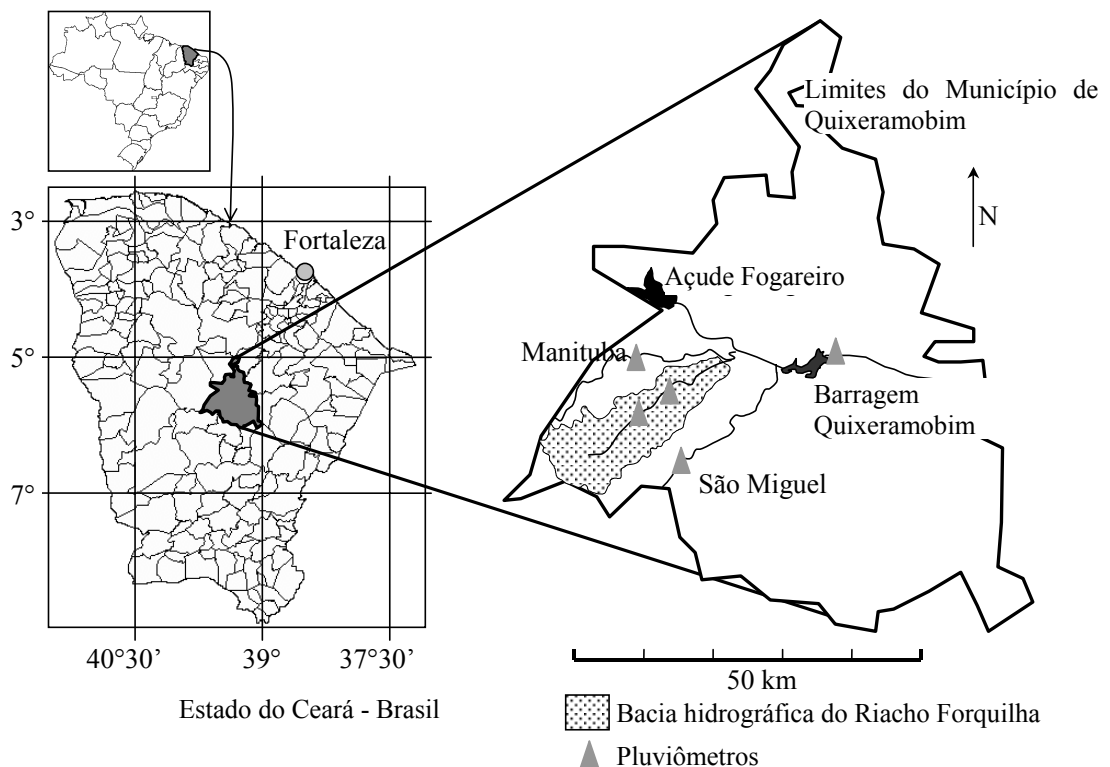 Limites do Município de
Quixeramobim
N
3°
Fortaleza
Açude Fogareiro
5°
Manituba
Barragem
Quixeramobim
São Miguel
7°
40°30’ 39° 37°30’
50 km
Estado do Ceará - Brasil
Bacia hidrográfica do Riacho Forquilha
Pluviômetros